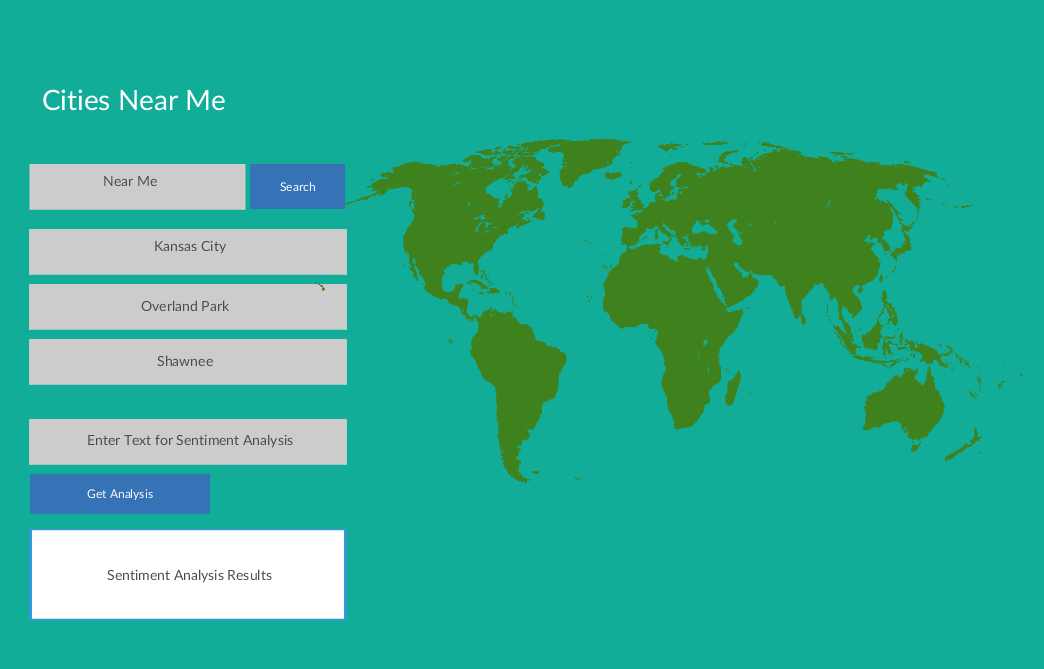 Cities Near Me
Near Me
Search
Kansas City
Overland Park
Shawnee
Enter Text for Sentiment Analysis
Get Analysis
Sentiment Analysis Results